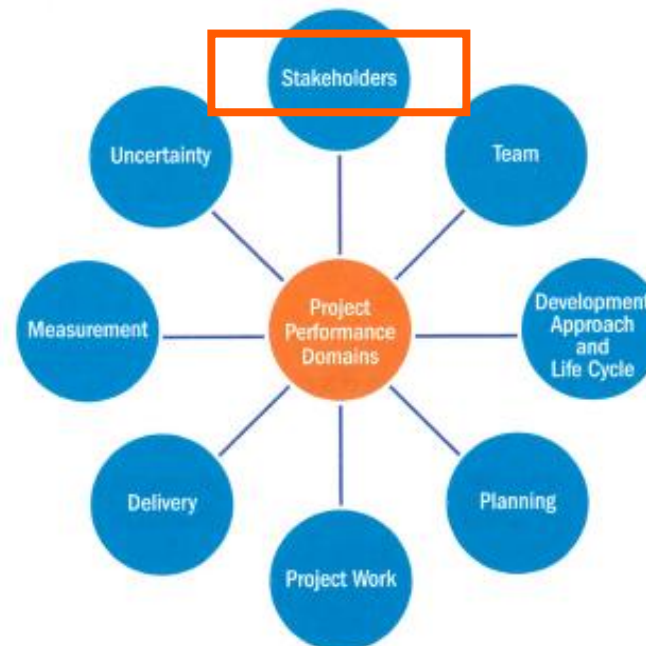 Stakeholders
Team
Development
Approach
and
Life Cycle
Planning
Project Work
Delivery
Measurement
Uncertainty
Project
Performance
Domains